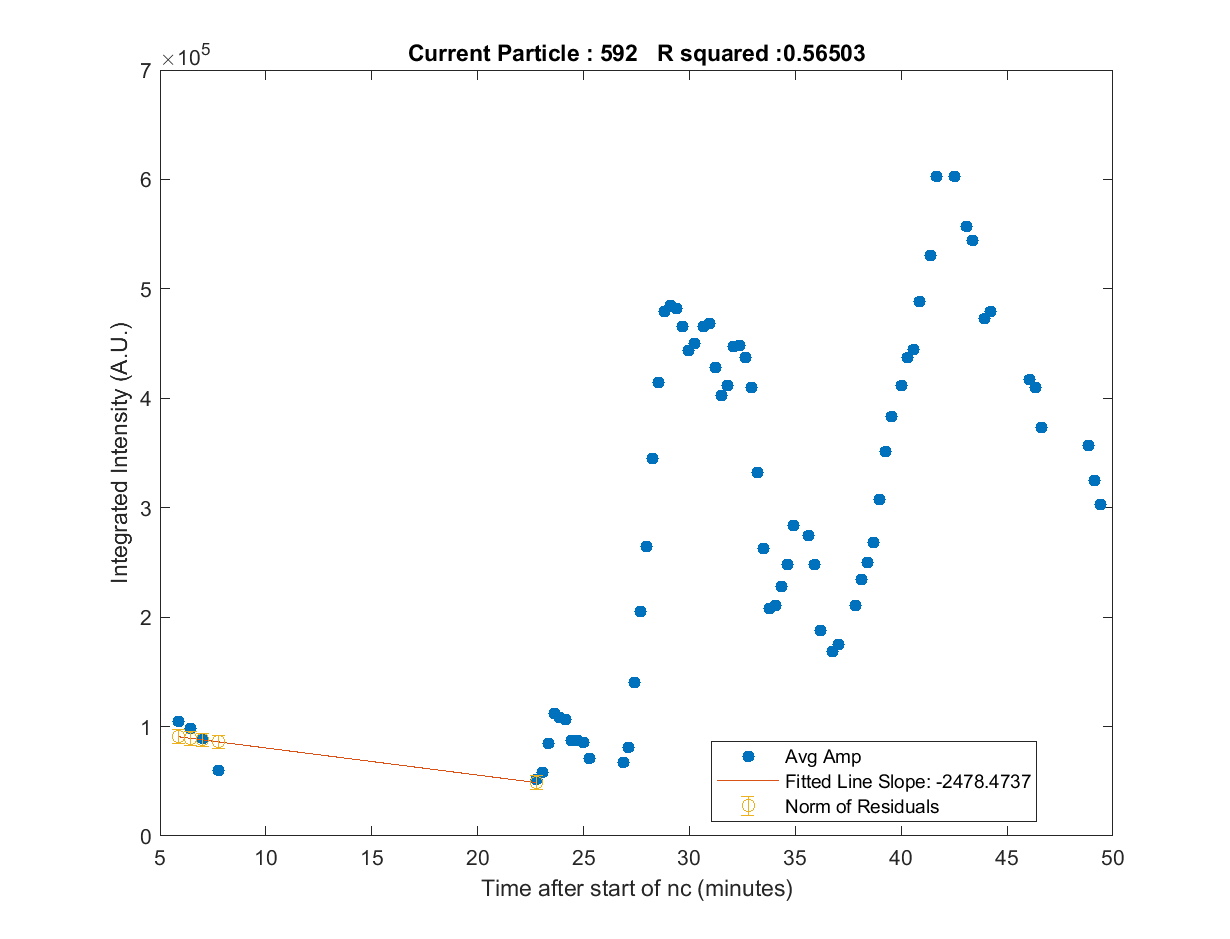 Current Particle : 592   R squared :0.56503
×10^5
7
6
5
4
3
2
1
0
Integrated Intensity (A.U.)
5 10 15 20 25 30 35 40 45 50
Time after start of nc (minutes)
Avg Amp
Fitted Line Slope: -2478.4737
Norm of Residuals